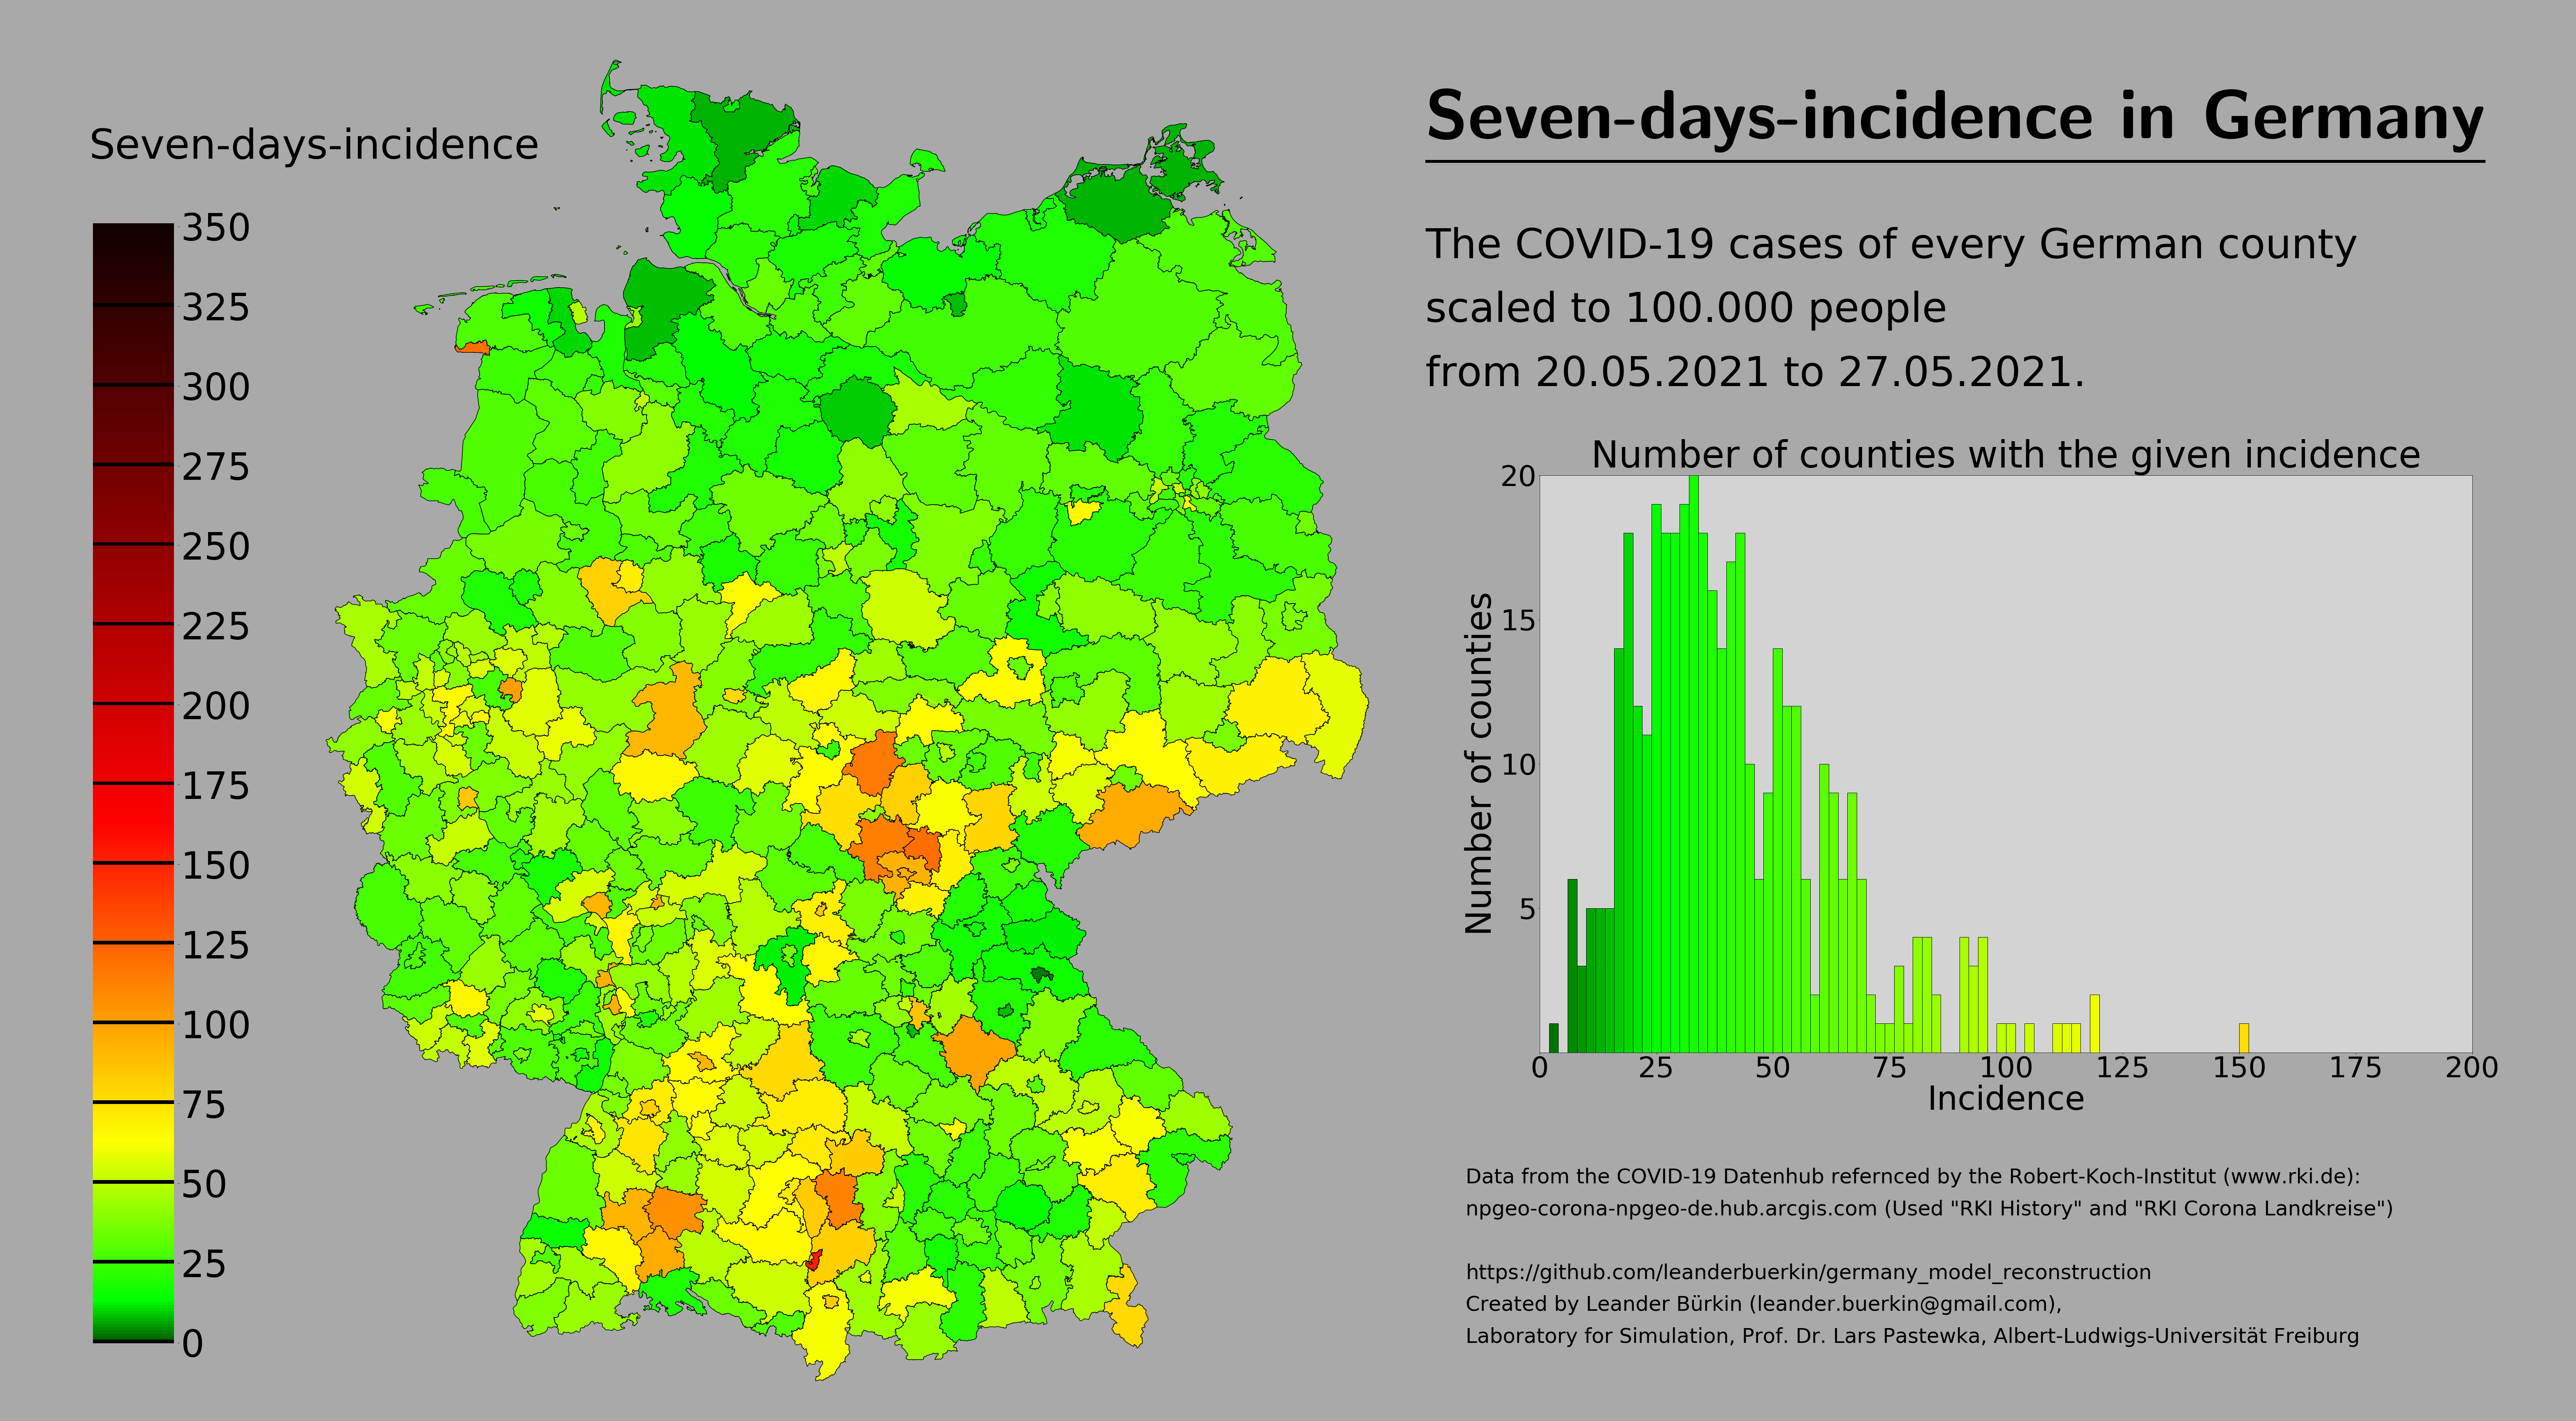 Seven-days-incidence in Germany
Seven-days-incidence
350
325
300
275
250
225
200
175
150
125
100
75
50
25
0
The COVID-19 cases of every German county
scaled to 100.000 people
from 20.05.2021 to 27.05.2021.
Number of counties with the given incidence
Number of counties
20
15
10
5
0 25 50 75 100 125 150 175 200
Incidence
Data from the COVID-19 Datenhub refernced by the Robert-Koch-Institut (www.rki.de):
npgeo-corona-npgeo-de.hub.arcgis.com (Used "RKI History" and "RKI Corona Landkreise")
https://github.com/leanderbuerkin/germany_model_reconstruction
Created by Leander Bürkin (leander.buerkin@gmail.com),
Laboratory for Simulation, Prof. Dr. Lars Pastewka, Albert-Ludwigs-Universität Freiburg